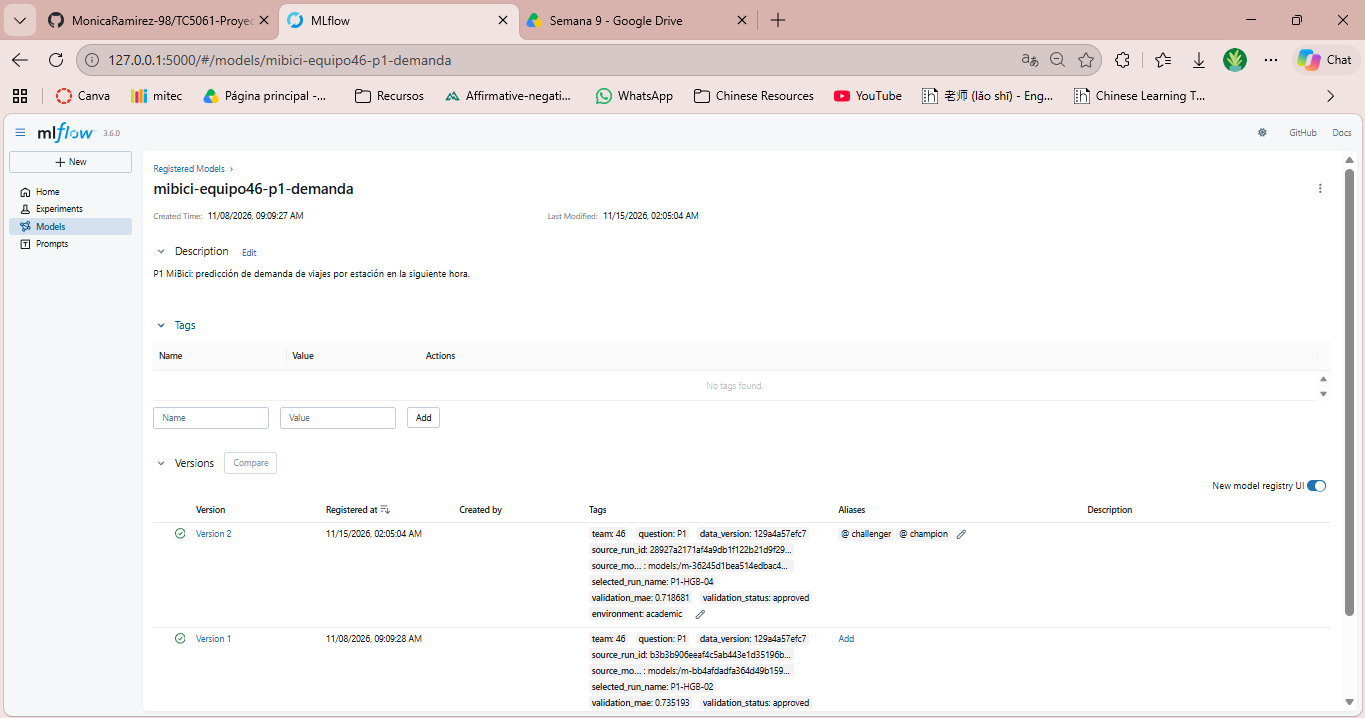 MonicaRamirez-98/TC5061-Proyec
MLflow
Semana 9 - Google Drive
127.0.0.1:5000/#/models/mibici-equipo46-p1-demanda
Chat
Canva
mitec
Página principal -...
Recursos
Affirmative-negati...
WhatsApp
Chinese Resources
YouTube
老师 (lǎo shī) - Eng...
Chinese Learning T...
mlflow 3.6.0
GitHub
Docs
New
Home
Experiments
Models
Prompts
Registered Models
mibici-equipo46-p1-demanda
Created Time: 11/08/2026, 09:09:27 AM
Last Modified: 11/15/2026, 02:05:04 AM
Description Edit
P1 MiBici: predicción de demanda de viajes por estación en la siguiente hora.
Tags
Name Value Actions
No tags found.
Name Value Add
Versions Compare
New model registry UI
Version Registered at Created by Tags Aliases Description
Version 2 11/15/2026, 02:05:04 AM team: 46 question: P1 data_version: 129a4a57efc7 @ challenger @ champion
source_run_id: 28927a2171af4a9db1f122b21d9f29...
source_mo... : models:/m-36245d1bea514edbac4...
selected_run_name: P1-HGB-04
validation_mae: 0.718681 validation_status: approved
environment: academic
Version 1 11/08/2026, 09:09:28 AM team: 46 question: P1 data_version: 129a4a57efc7 Add
source_run_id: b3b3b906eeaf4c5ab443e1d35196b...
source_mo... : models:/m-bb4afdadfa364d49b159...
selected_run_name: P1-HGB-02
validation_mae: 0.735193 validation_status: approved